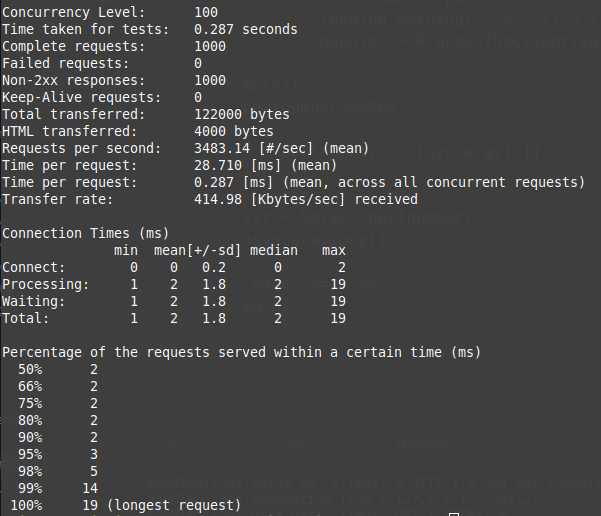 Concurrency Level:      100
Time taken for tests:   0.287 seconds
Complete requests:      1000
Failed requests:        0
Non-2xx responses:      1000
Keep-Alive requests:    0
Total transferred:      122000 bytes
HTML transferred:       4000 bytes
Requests per second:    3483.14 [#/sec] (mean)
Time per request:       28.710 [ms] (mean)
Time per request:       0.287 [ms] (mean, across all concurrent requests)
Transfer rate:          414.98 [Kbytes/sec] received
Connection Times (ms)
              min  mean[+/-sd] median   max
Connect:        0    0   0.2      0       2
Processing:     1    2   1.8      2      19
Waiting:        1    2   1.8      2      19
Total:          1    2   1.8      2      19
Percentage of the requests served within a certain time (ms)
  50%      2
  66%      2
  75%      2
  80%      2
  90%      2
  95%      3
  98%      5
  99%     14
 100%     19 (longest request)